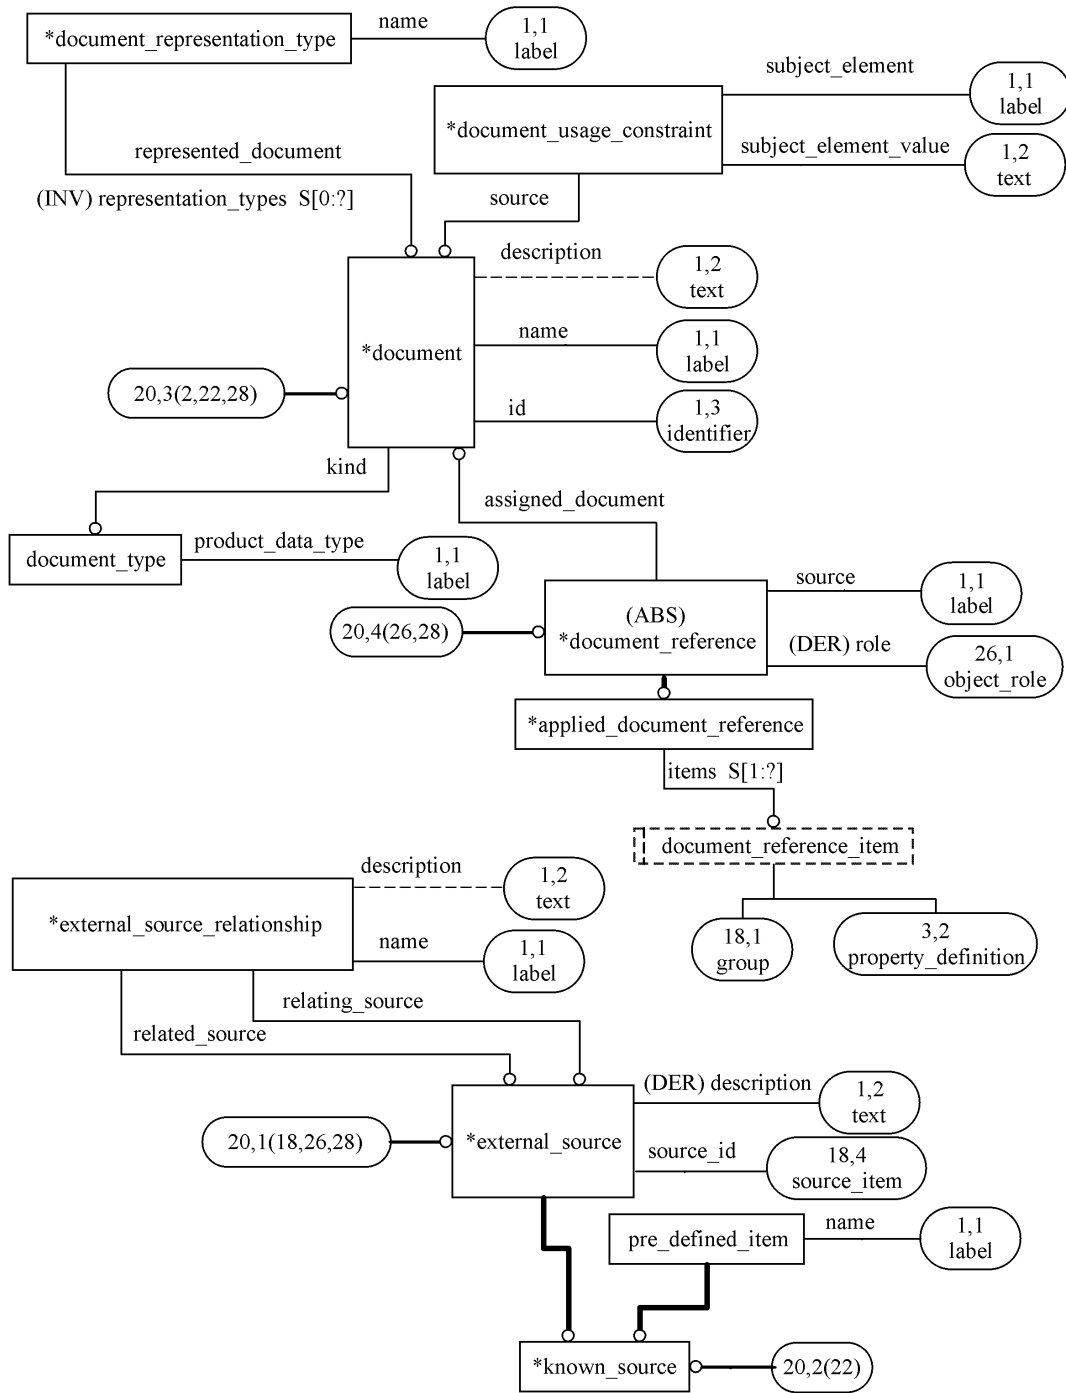 *document_representation_type
name
1,1
label
subject_element
1,1
label
*document_usage_constraint
subject_element_value
1,2
text
represented_document
(INV) representation_types S[0:?]
source
description
1,2
text
name
1,1
label
*document
20,3(2,22,28)
id
1,3
identifier
kind
assigned_document
document_type
product_data_type
1,1
label
source
1,1
label
20,4(26,28)
(ABS)
*document_reference
(DER) role
26,1
object_role
*applied_document_reference
items S[1:?]
document_reference_item
description
1,2
text
*external_source_relationship
name
1,1
label
18,1
group
3,2
property_definition
relating_source
related_source
(DER) description
1,2
text
20,1(18,26,28)
*external_source
source_id
18,4
source_item
pre_defined_item
name
1,1
label
*known_source
20,2(22)